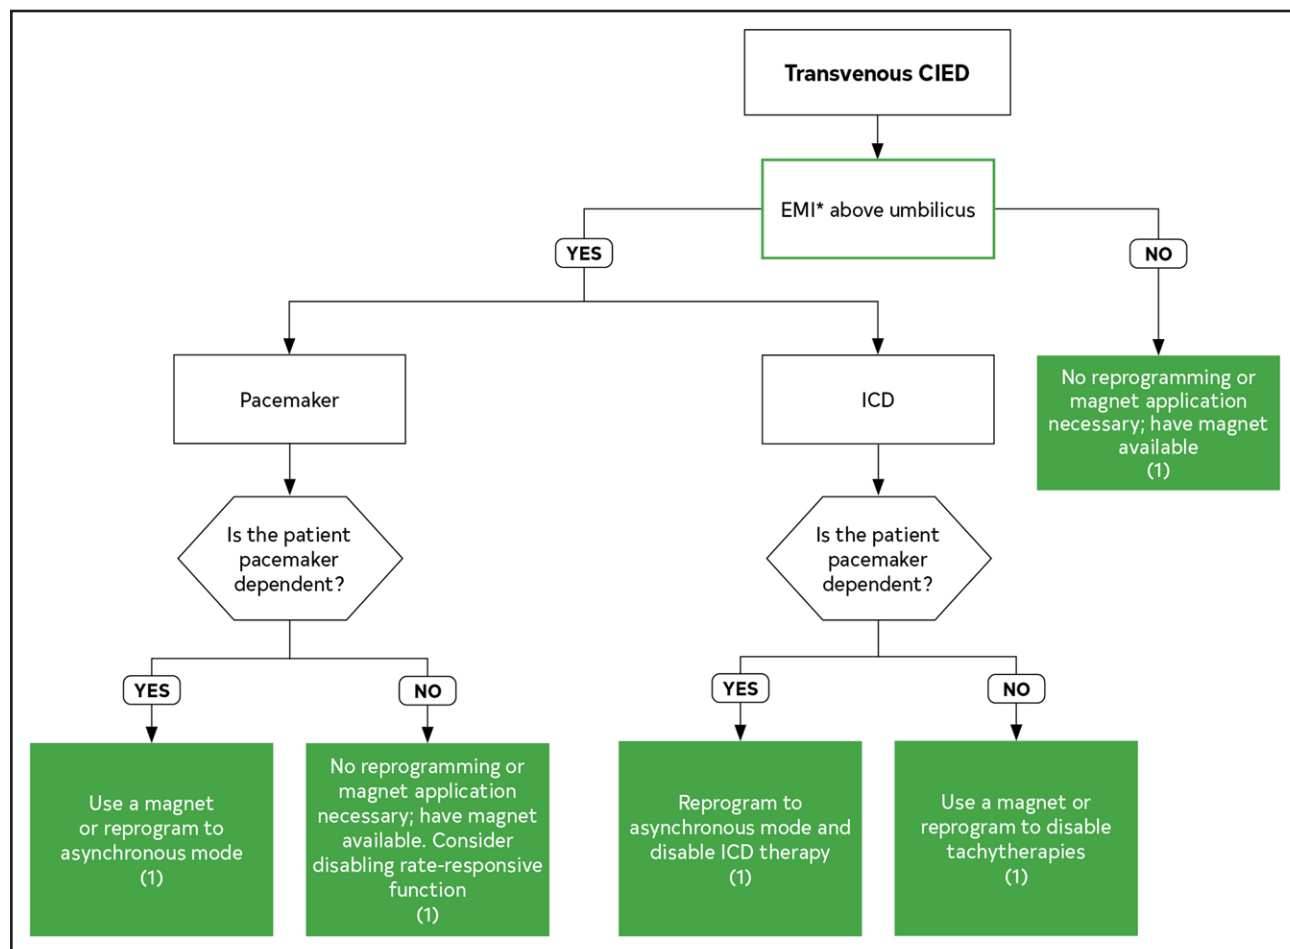 Transvenous CIED
EMI* above umbilicus
YES
NO
Pacemaker
ICD
No reprogramming or
magnet application
necessary; have magnet
available
(1)
Is the patient
pacemaker
dependent?
Is the patient
pacemaker
dependent?
YES
NO
YES
NO
Use a magnet
or reprogram to
asynchronous mode
(1)
No reprogramming or
magnet application
necessary; have magnet
available. Consider
disabling rate-responsive
function
(1)
Reprogram to
asynchronous mode and
disable ICD therapy
(1)
Use a magnet or
reprogram to disable
tachytherapies
(1)